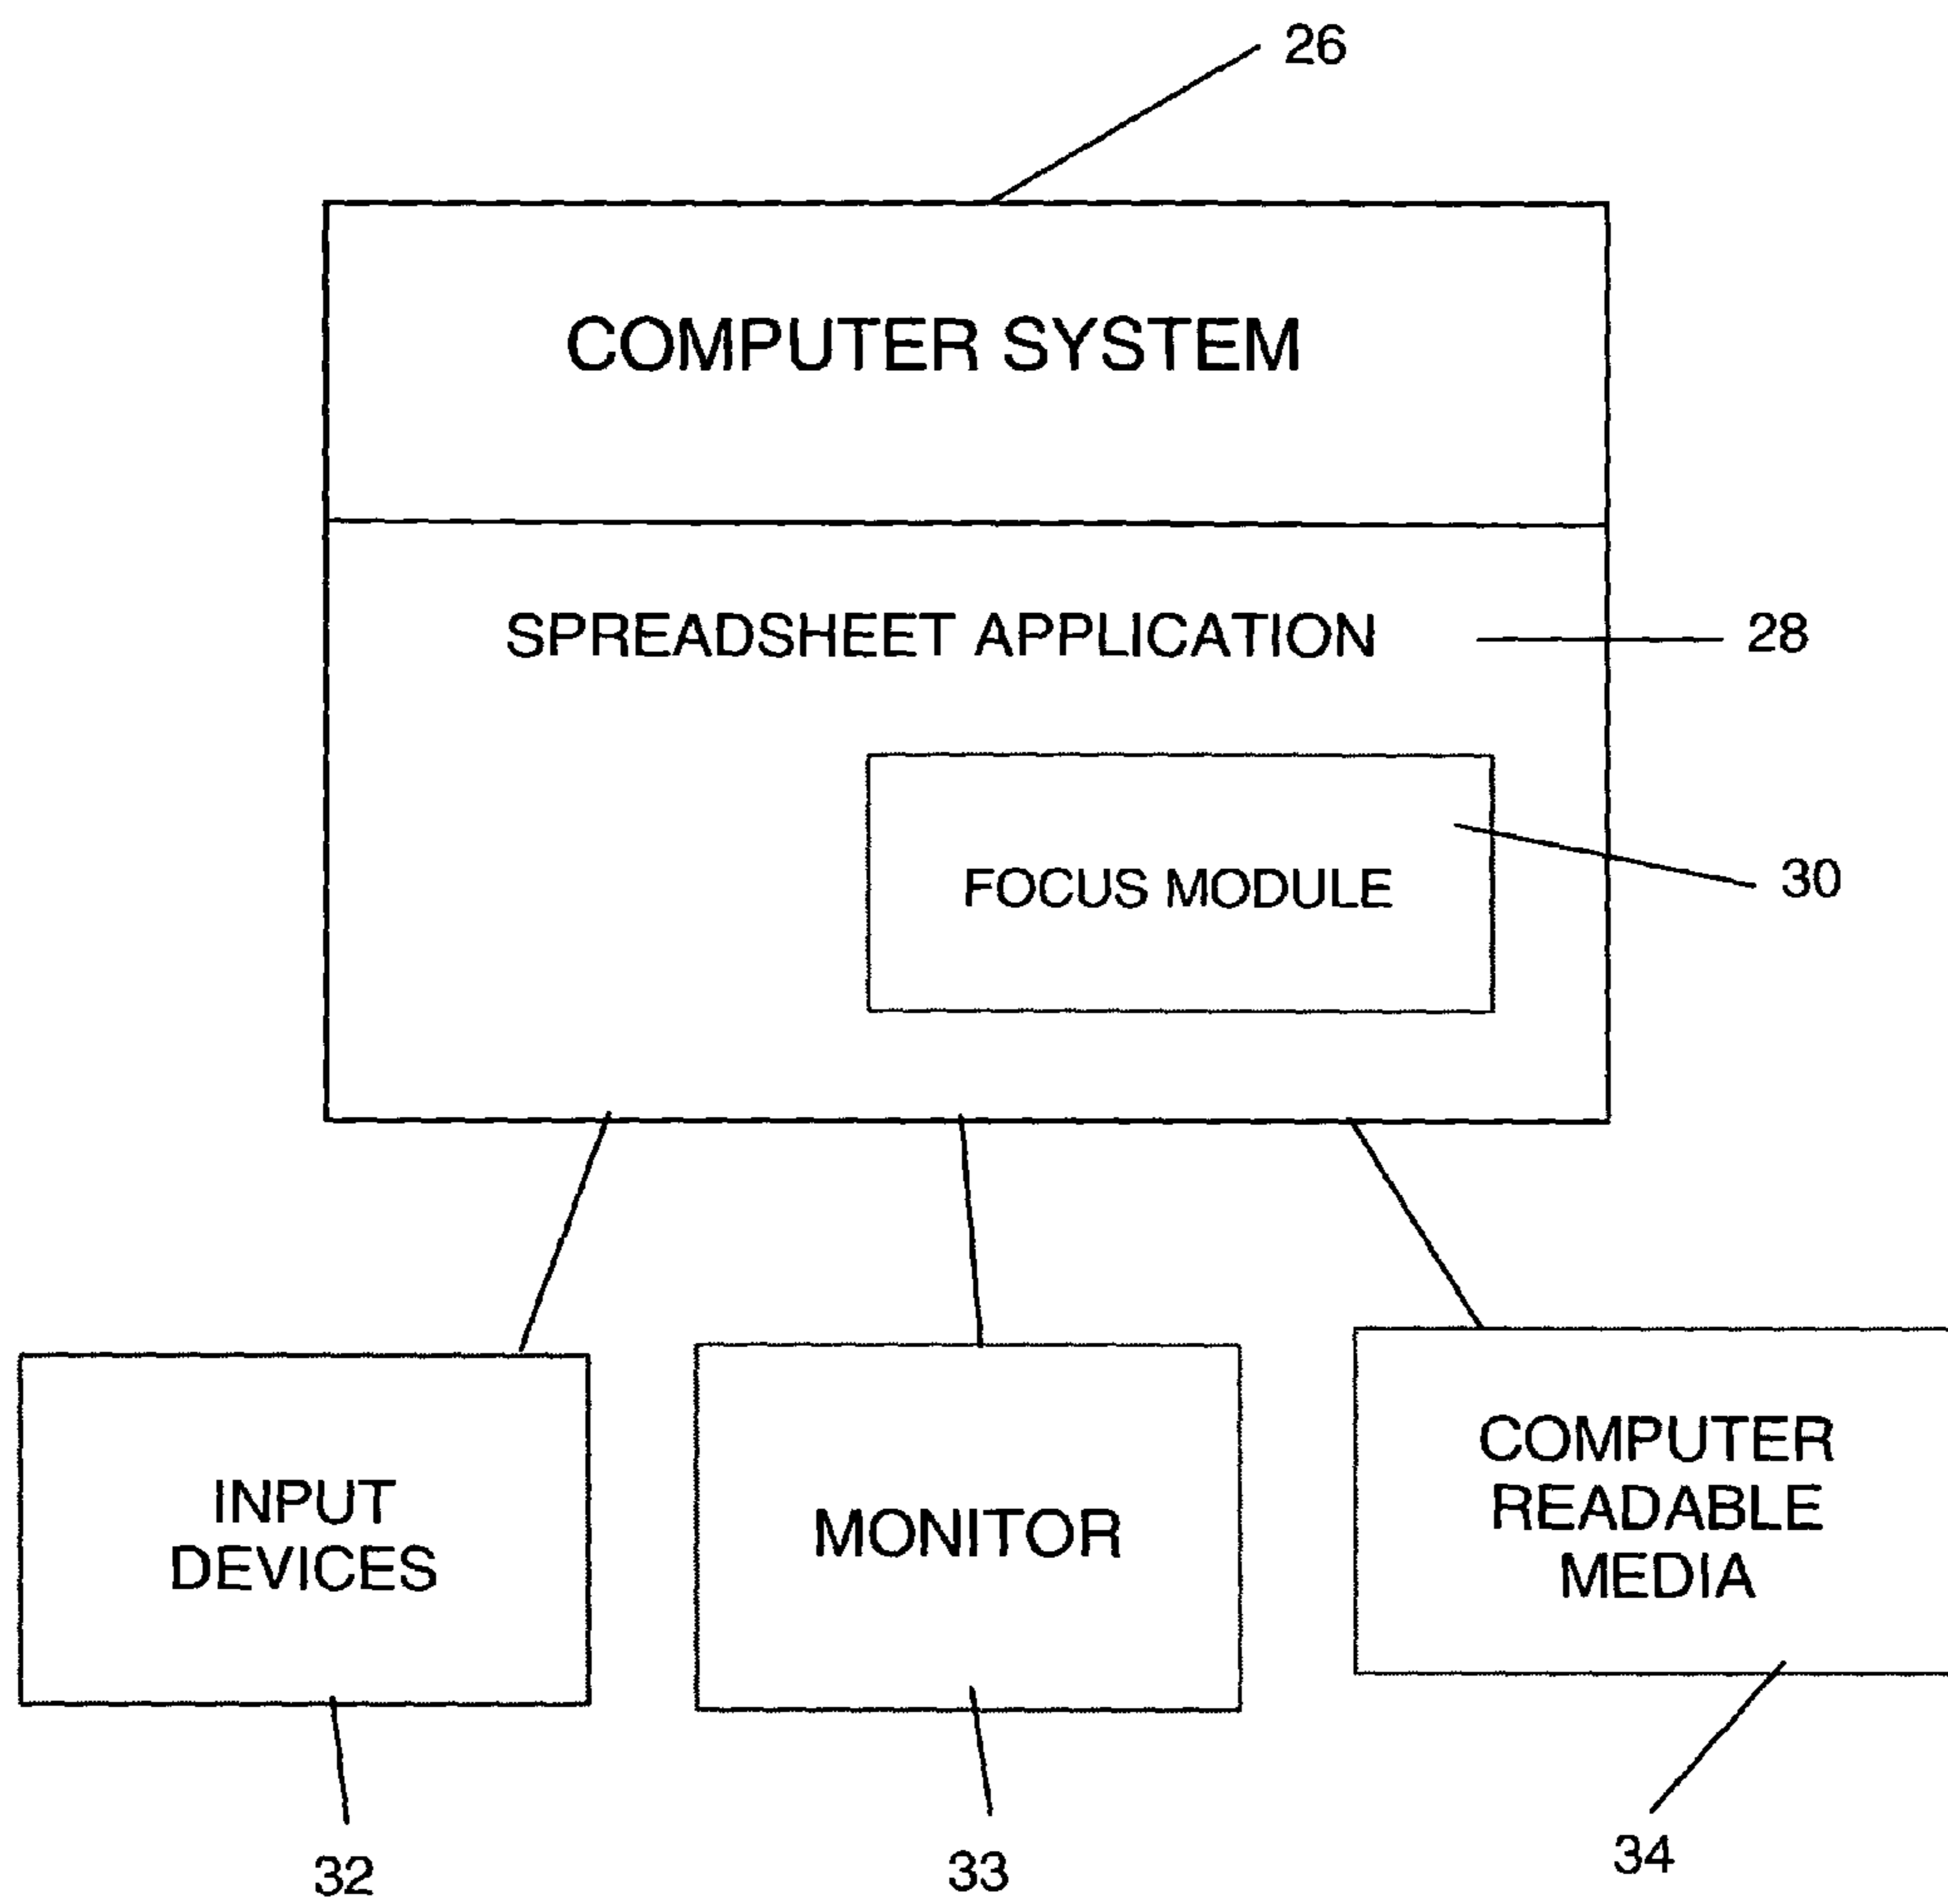 26
COMPUTER SYSTEM
SPREADSHEET APPLICATION
28
FOCUS MODULE
30
INPUT
DEVICES
MONITOR
COMPUTER
READABLE
MEDIA
32
33
34